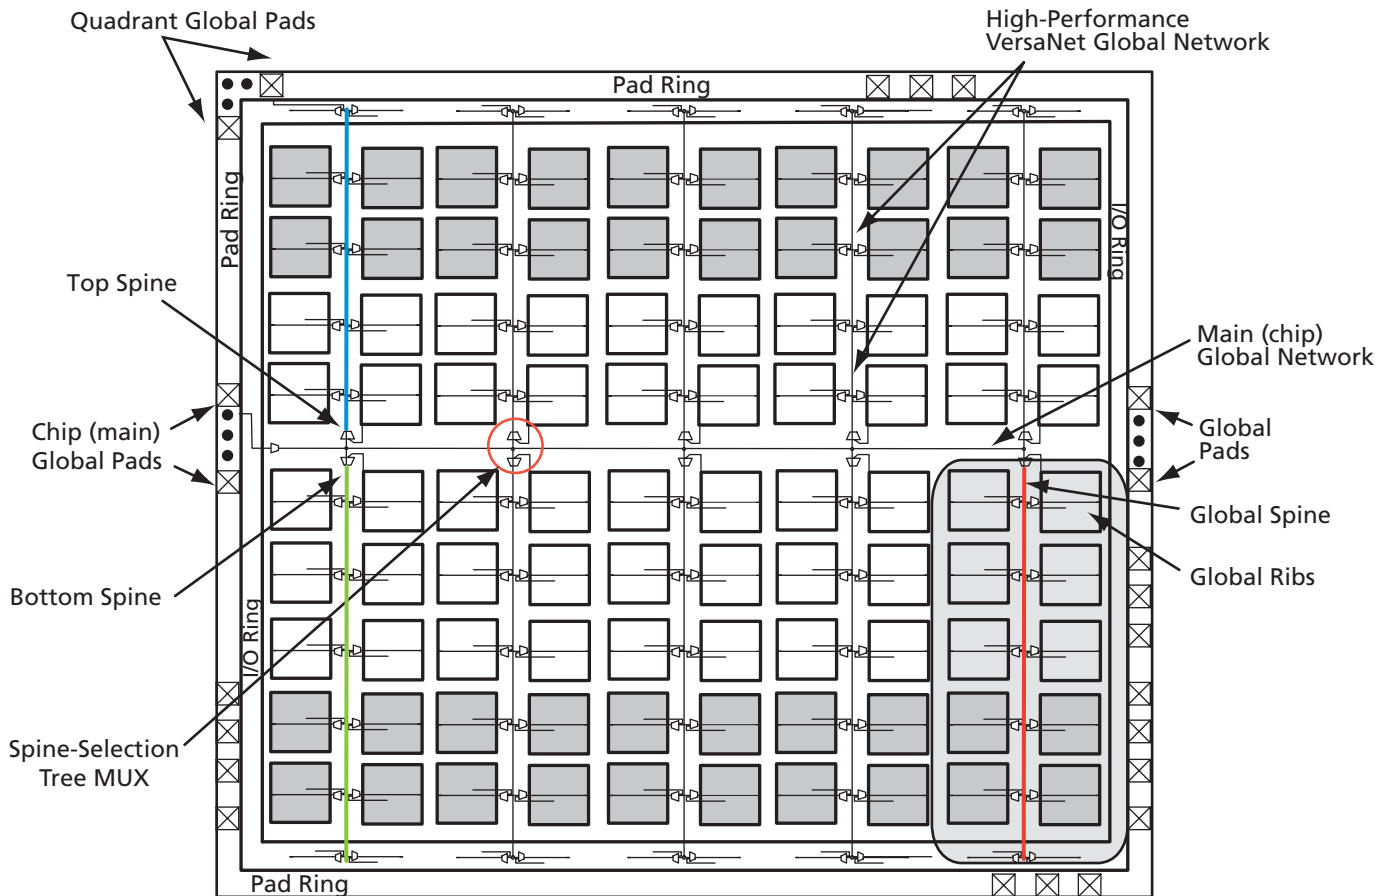 Quadrant Global Pads
High-Performance
VersaNet Global Network
Pad Ring
Pad Ring
I/O Ring
Top Spine
Main (chip)
Global Network
Chip (main)
Global Pads
Global
Pads
Global Spine
Global Ribs
Bottom Spine
I/O Ring
Spine-Selection
Tree MUX
Pad Ring